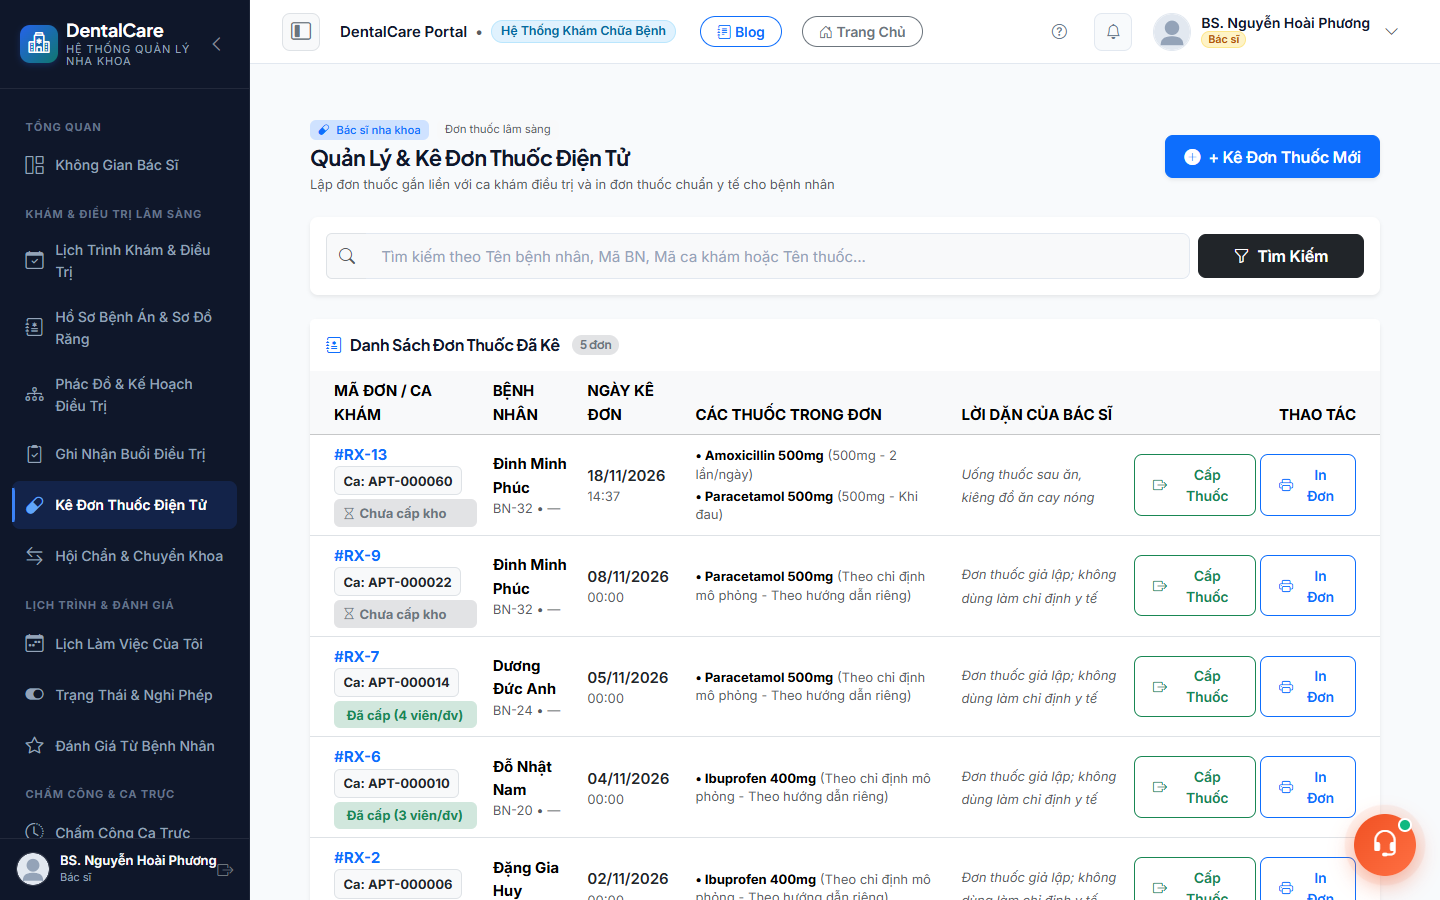 DentalCare
HỆ THỐNG QUẢN LÝ
NHA KHOA
DentalCare Portal • Hệ Thống Khám Chữa Bệnh
Blog
Trang Chủ
BS. Nguyễn Hoài Phương
Bác sĩ
TỔNG QUAN
Không Gian Bác Sĩ
KHÁM & ĐIỀU TRỊ LÂM SÀNG
Lịch Trình Khám & Điều
Trị
Hồ Sơ Bệnh Án & Sơ Đồ
Răng
Phác Đồ & Kế Hoạch
Điều Trị
Ghi Nhận Buổi Điều Trị
Kê Đơn Thuốc Điện Tử
Hội Chẩn & Chuyển Khoa
LỊCH TRÌNH & ĐÁNH GIÁ
Lịch Làm Việc Của Tôi
Trạng Thái & Nghỉ Phép
Đánh Giá Từ Bệnh Nhân
CHẤM CÔNG & CA TRỰC
Chấm Công Ca Trực
BS. Nguyễn Hoài Phương
Bác sĩ
Bác sĩ nha khoa
Đơn thuốc lâm sàng
Quản Lý & Kê Đơn Thuốc Điện Tử
Lập đơn thuốc gắn liền với ca khám điều trị và in đơn thuốc chuẩn y tế cho bệnh nhân
+ Kê Đơn Thuốc Mới
Tìm kiếm theo Tên bệnh nhân, Mã BN, Mã ca khám hoặc Tên thuốc...
Tìm Kiếm
Danh Sách Đơn Thuốc Đã Kê
5 đơn
MÃ ĐƠN / CA
KHÁM
BỆNH
NHÂN
NGÀY KÊ
ĐƠN
CÁC THUỐC TRONG ĐƠN
LỜI DẶN CỦA BÁC SĨ
THAO TÁC
#RX-13
Ca: APT-000060
Chưa cấp kho
Đinh Minh
Phúc
BN-32 • —
18/11/2026
14:37
• Amoxicillin 500mg (500mg - 2
lần/ngày)
• Paracetamol 500mg (500mg - Khi
đau)
Uống thuốc sau ăn,
kiêng đồ ăn cay nóng
Cấp
Thuốc
In
Đơn
#RX-9
Ca: APT-000022
Chưa cấp kho
Đinh Minh
Phúc
BN-32 • —
08/11/2026
00:00
• Paracetamol 500mg (Theo chỉ định
mô phỏng - Theo hướng dẫn riêng)
Đơn thuốc giả lập; không
dùng làm chỉ định y tế
Cấp
Thuốc
In
Đơn
#RX-7
Ca: APT-000014
Đã cấp (4 viên/đv)
Dương
Đức Anh
BN-24 • —
05/11/2026
00:00
• Paracetamol 500mg (Theo chỉ định
mô phỏng - Theo hướng dẫn riêng)
Đơn thuốc giả lập; không
dùng làm chỉ định y tế
Cấp
Thuốc
In
Đơn
#RX-6
Ca: APT-000010
Đã cấp (3 viên/đv)
Đỗ Nhật
Nam
BN-20 • —
04/11/2026
00:00
• Ibuprofen 400mg (Theo chỉ định mô
phỏng - Theo hướng dẫn riêng)
Đơn thuốc giả lập; không
dùng làm chỉ định y tế
Cấp
Thuốc
In
Đơn
#RX-2
Ca: APT-000006
Đặng Gia
Huy
02/11/2026
00:00
• Ibuprofen 400mg (Theo chỉ định mô
phỏng - Theo hướng dẫn riêng)
Đơn thuốc giả lập; không
dùng làm chỉ định y tế
Cấp
Thuốc
In
Đơn